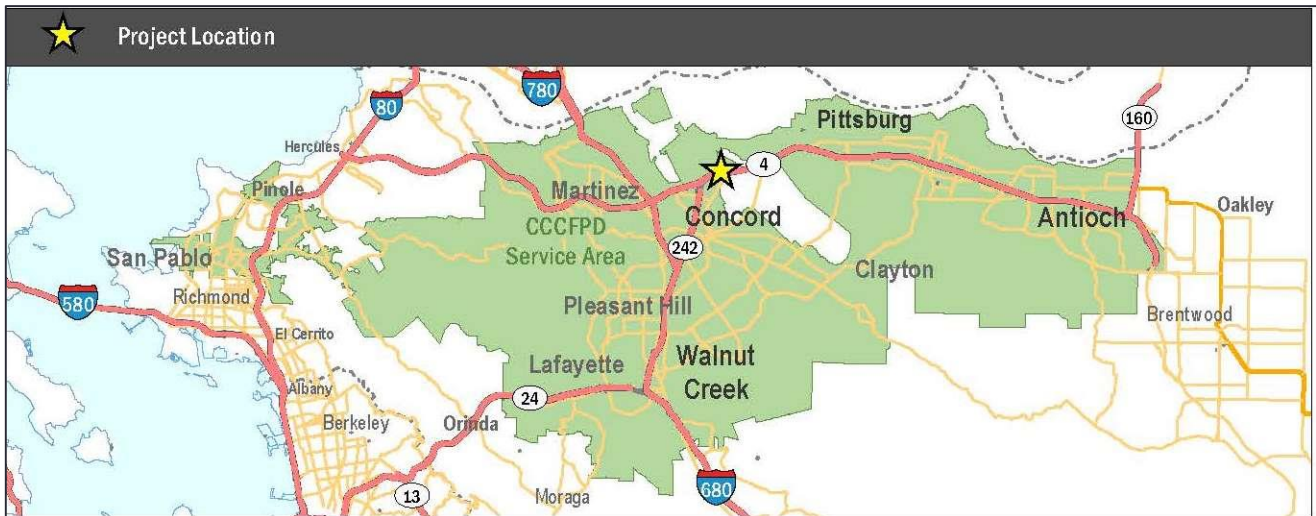 Project Location
780
80
160
Pittsburg
Hercules
4
Martinez
Pinole
Oakley
Concord
Antioch
CCCFPD
Service Area
242
San Pablo
Clayton
Richmond
580
Pleasant Hill
Brentwood
El Cerrito
Walnut
Creek
Lafayette
Albany
24
Berkeley
Orinda
680
13
Moraga